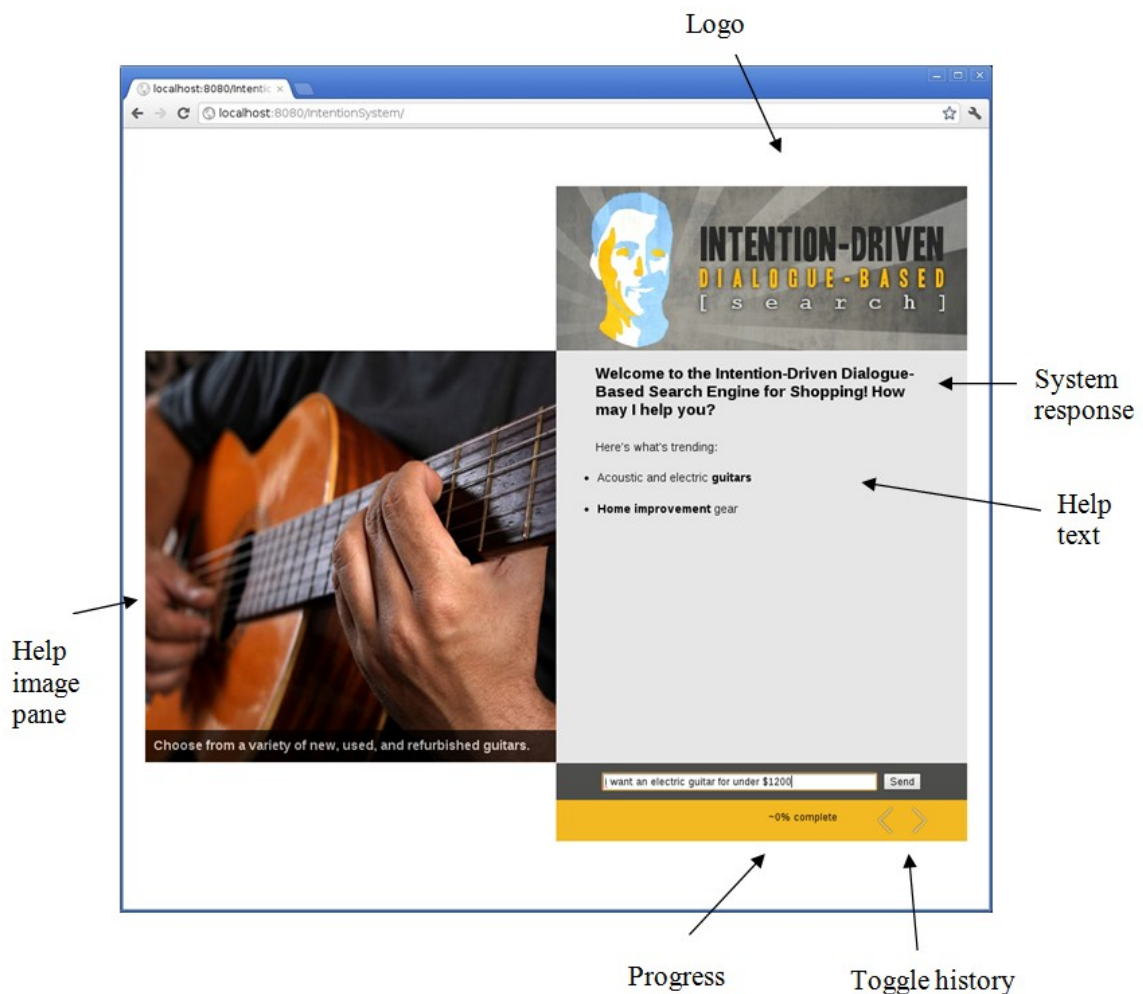 Logo
localhost:8080/Intentic
localhost:8080/IntentionSystem/
INTENTION-DRIVEN
DIALOGUE-BASED
[search]
Welcome to the Intention-Driven Dialogue-
Based Search Engine for Shopping! How
may I help you?
System
response
Here's what's trending:
Acoustic and electric guitars
Home improvement gear
Help
text
Help
image
pane
Choose from a variety of new, used, and refurbished guitars.
i want an electric guitar for under $1200
Send
~0% complete
Progress
Toggle history